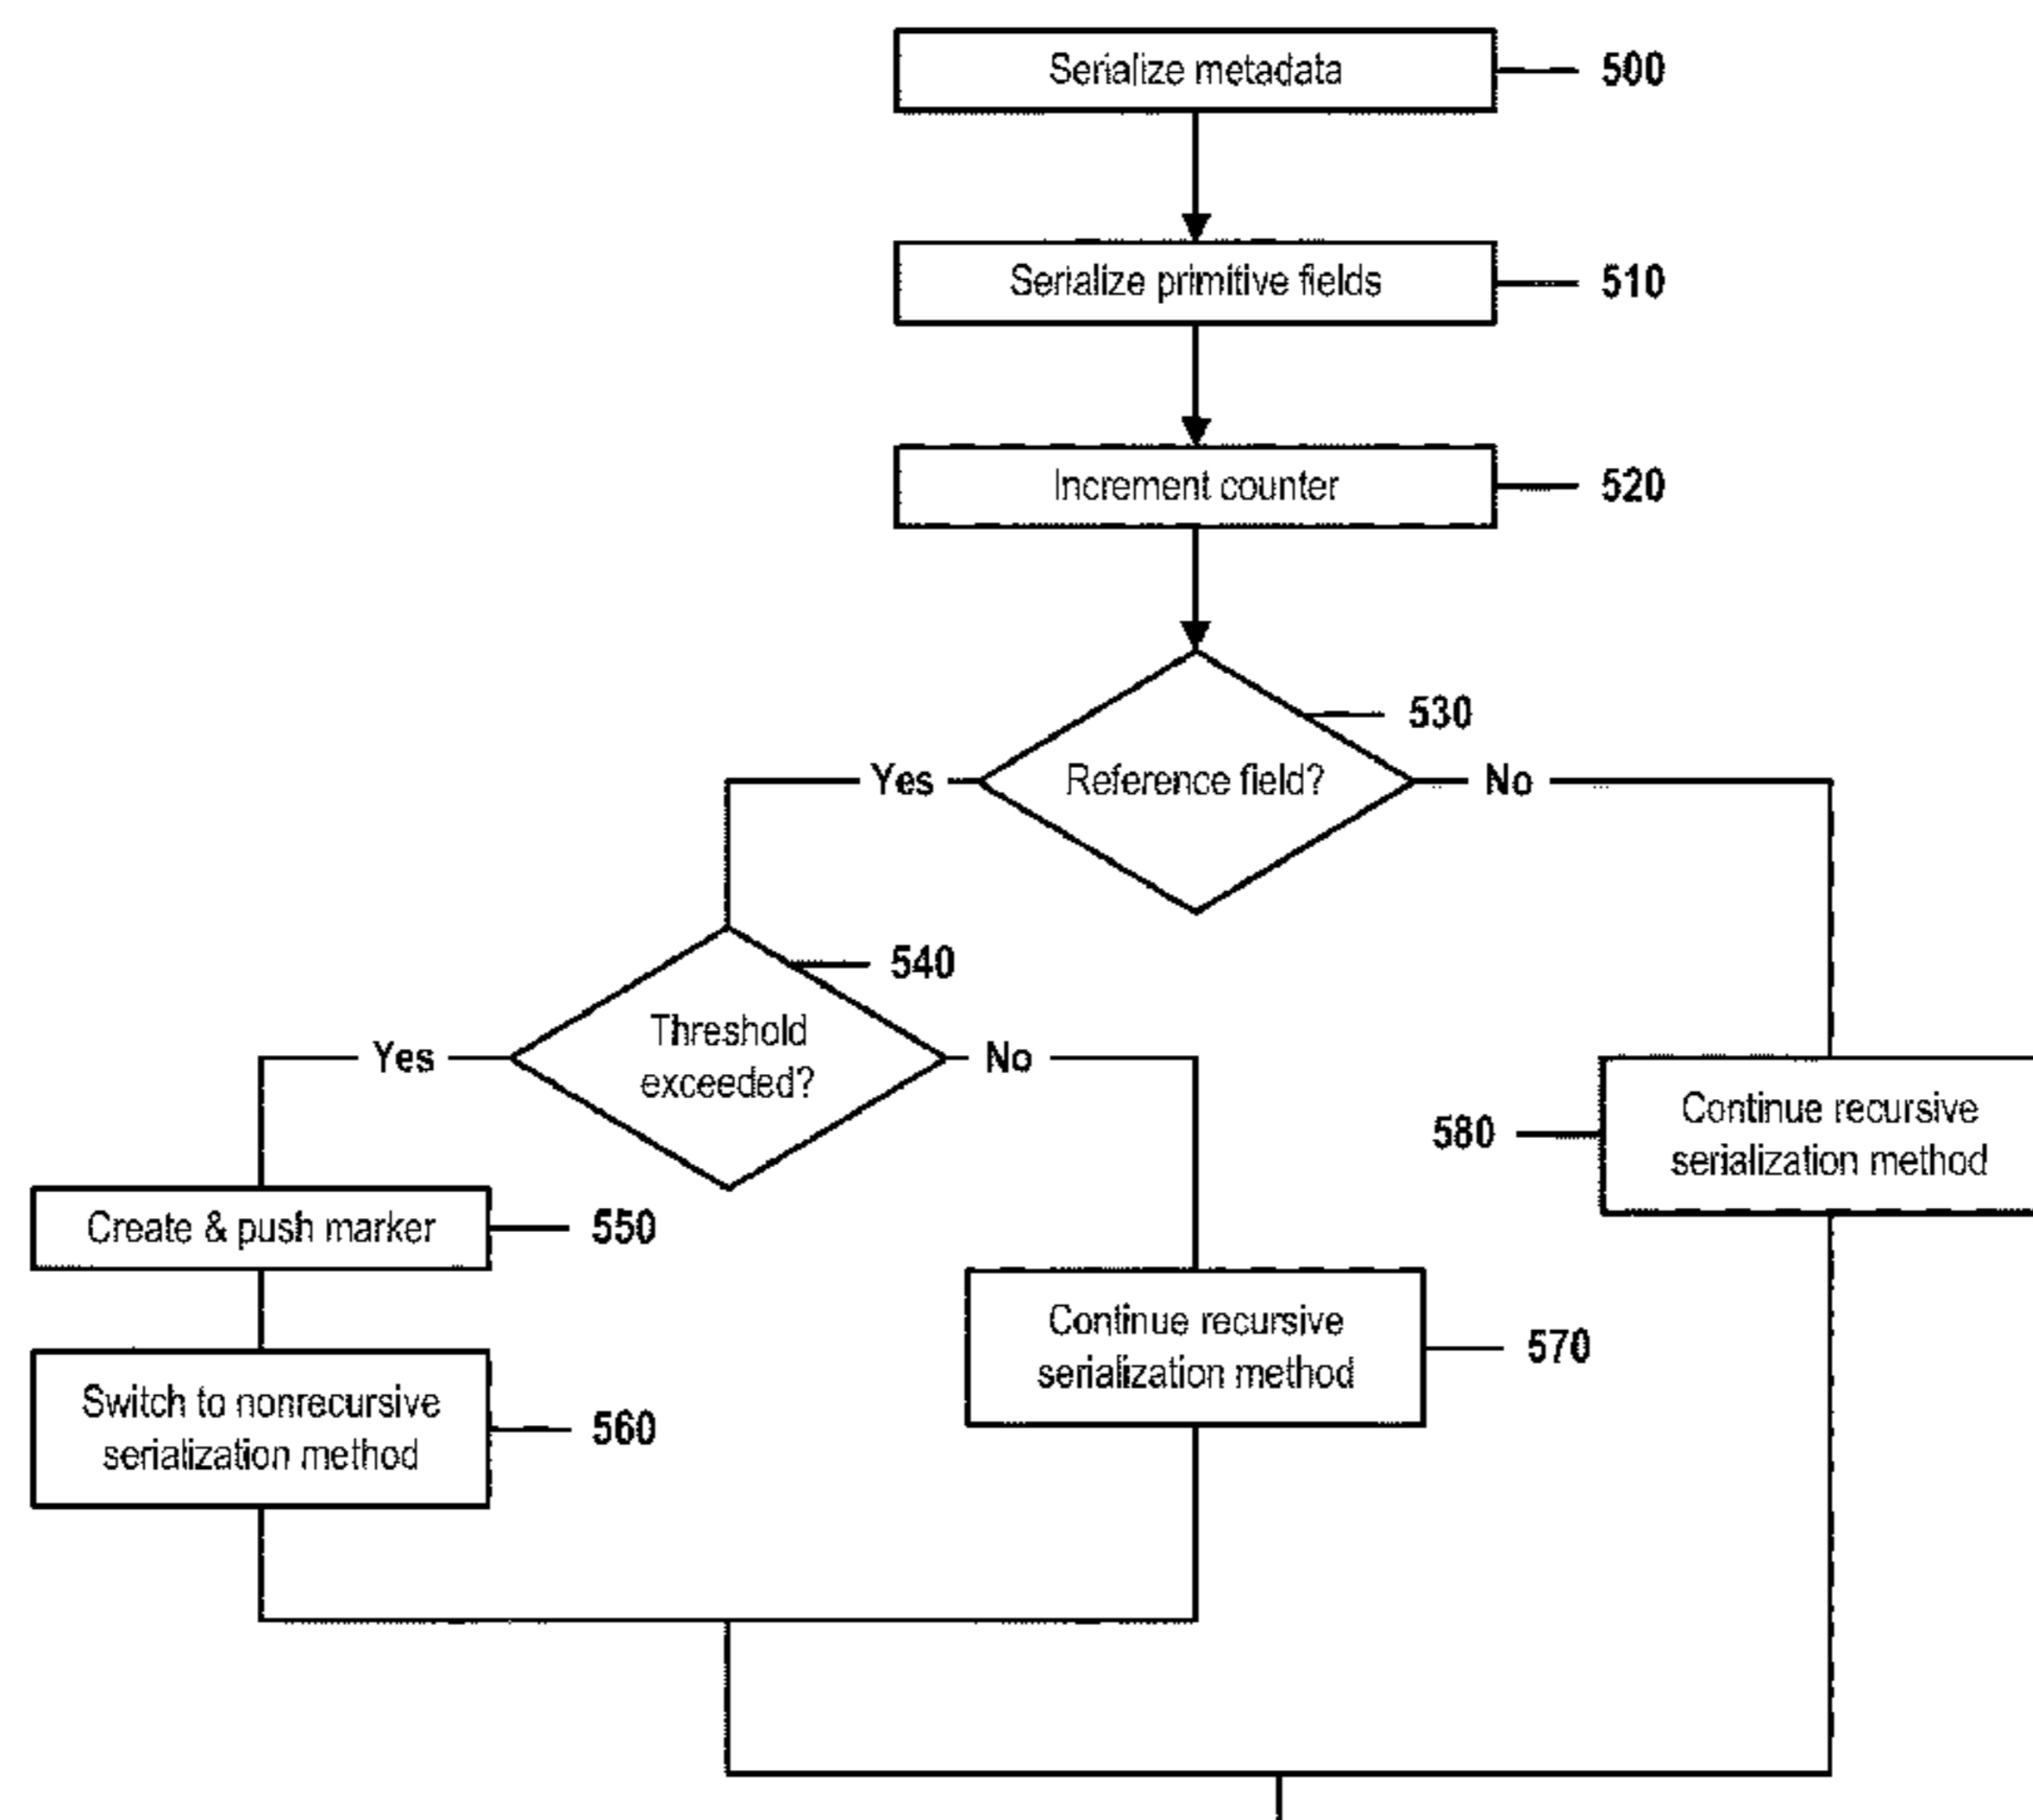 Serialize metadata
500
Serialize primitive fields
510
Increment counter
520
530
Yes
Reference field?
No
540
Threshold
exceeded?
Yes
No
Continue recursive
serialization method
580
Create & push marker
550
Continue recursive
serialization method
570
Switch to nonrecursive
serialization method
560